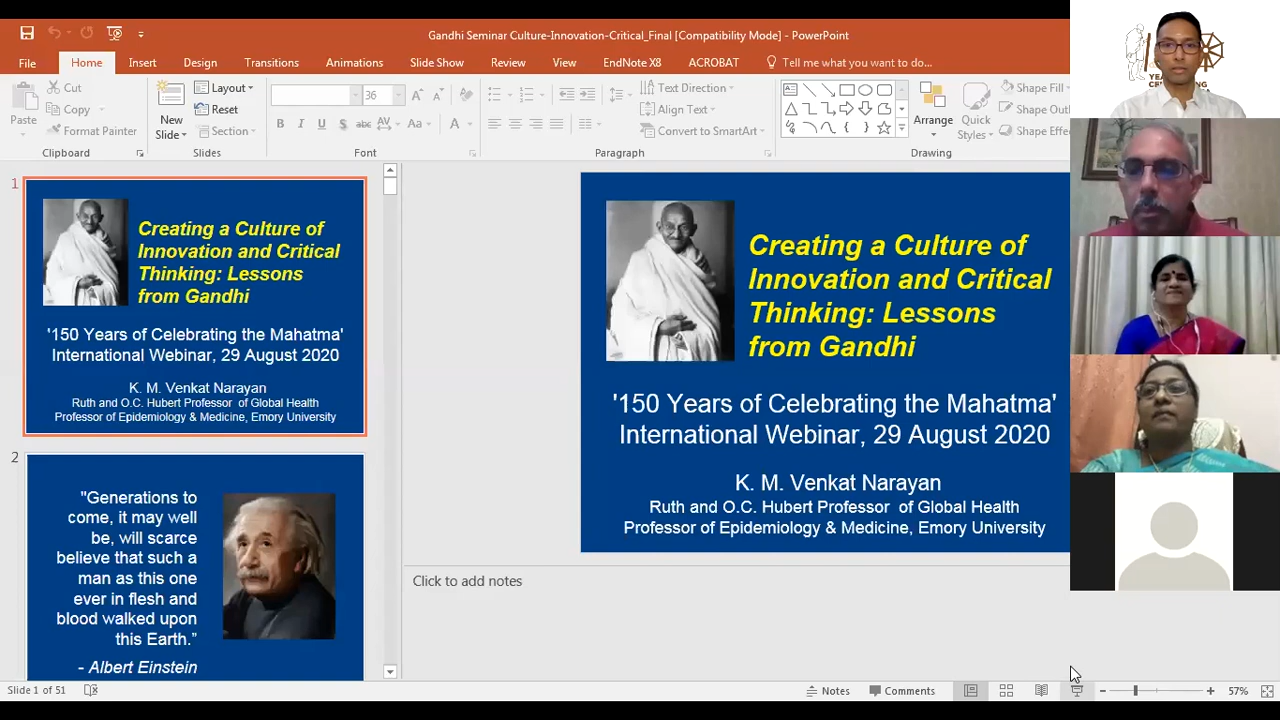 Gandhi Seminar Culture-Innovation-Critical_Final [Compatibility Mode] - PowerPoint
File Home Insert Design Transitions Animations Slide Show Review View EndNote X8 ACROBAT Tell me what you want to do...
Paste
Cut
Copy
Format Painter
Clipboard
New Slide
Layout
Reset
Section
Slides
36
B I U S abc AV Aa A
Font
Text Direction
Align Text
Convert to SmartArt
Paragraph
Arrange
Quick Styles
Shape Fill
Shape Out
Shape Effe
Drawing
1
Creating a Culture of
Innovation and Critical
Thinking: Lessons
from Gandhi
'150 Years of Celebrating the Mahatma'
International Webinar, 29 August 2020
K. M. Venkat Narayan
Ruth and O.C. Hubert Professor of Global Health
Professor of Epidemiology & Medicine, Emory University
2
"Generations to
come, it may well
be, will scarce
believe that such a
man as this one
ever in flesh and
blood walked upon
this Earth.”
- Albert Einstein
Creating a Culture of
Innovation and Critical
Thinking: Lessons
from Gandhi
'150 Years of Celebrating the Mahatma'
International Webinar, 29 August 2020
K. M. Venkat Narayan
Ruth and O.C. Hubert Professor of Global Health
Professor of Epidemiology & Medicine, Emory University
Click to add notes
Slide 1 of 51
Notes Comments 57%